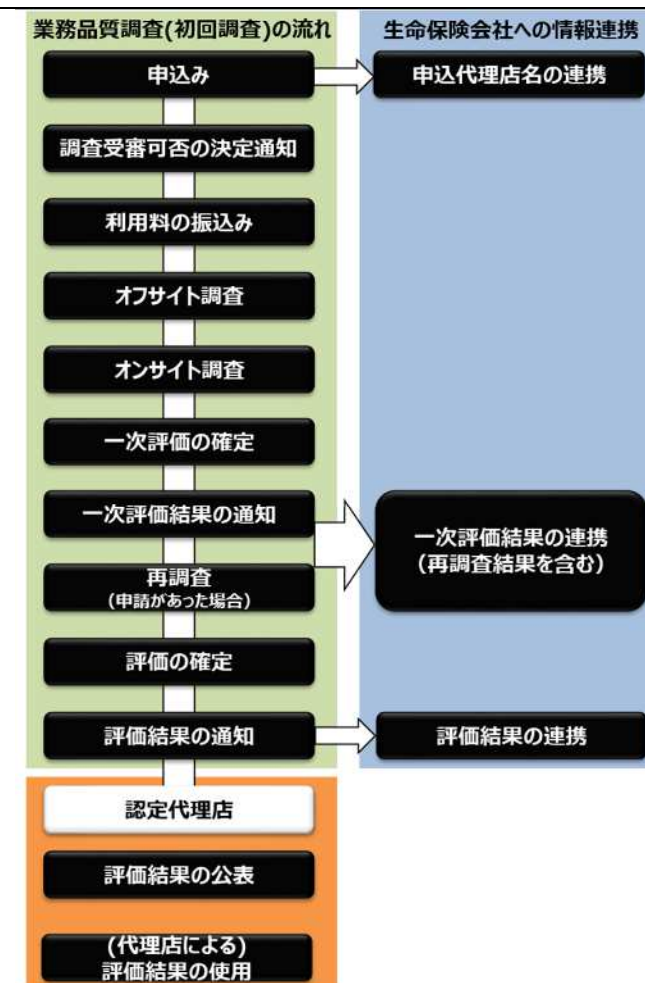 業務品質調査(初回調査)の流れ
申込み
調査受審可否の決定通知
利用料の振込み
オフサイト調査
オンサイト調査
一次評価の確定
一次評価結果の通知
再調査
(申請があった場合)
評価の確定
評価結果の通知
認定代理店
評価結果の公表
(代理店による)
評価結果の使用
生命保険会社への情報連携
申込代理店名の連携
一次評価結果の連携
(再調査結果を含む)
評価結果の連携